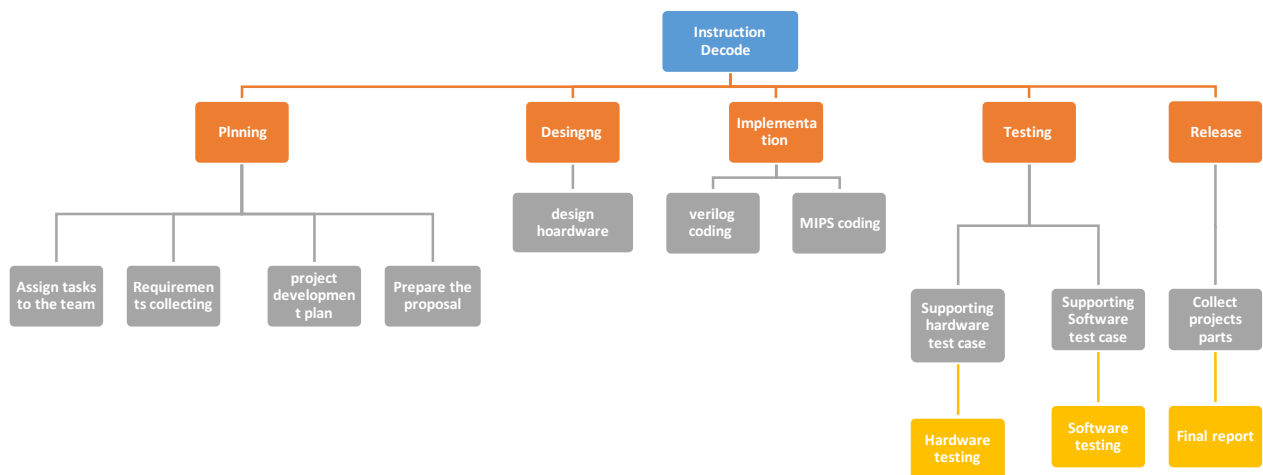 Instruction
Decode
Plnning
Desingng
Implementa
tion
Testing
Release
design
hoardware
verilog
coding
MIPS coding
Assign tasks
to the team
Requiremen
ts collecting
project
developmen
t plan
Prepare the
proposal
Supporting
hardware
test case
Supporting
Software
test case
Collect
projects
parts
Hardware
testing
Software
testing
Final report